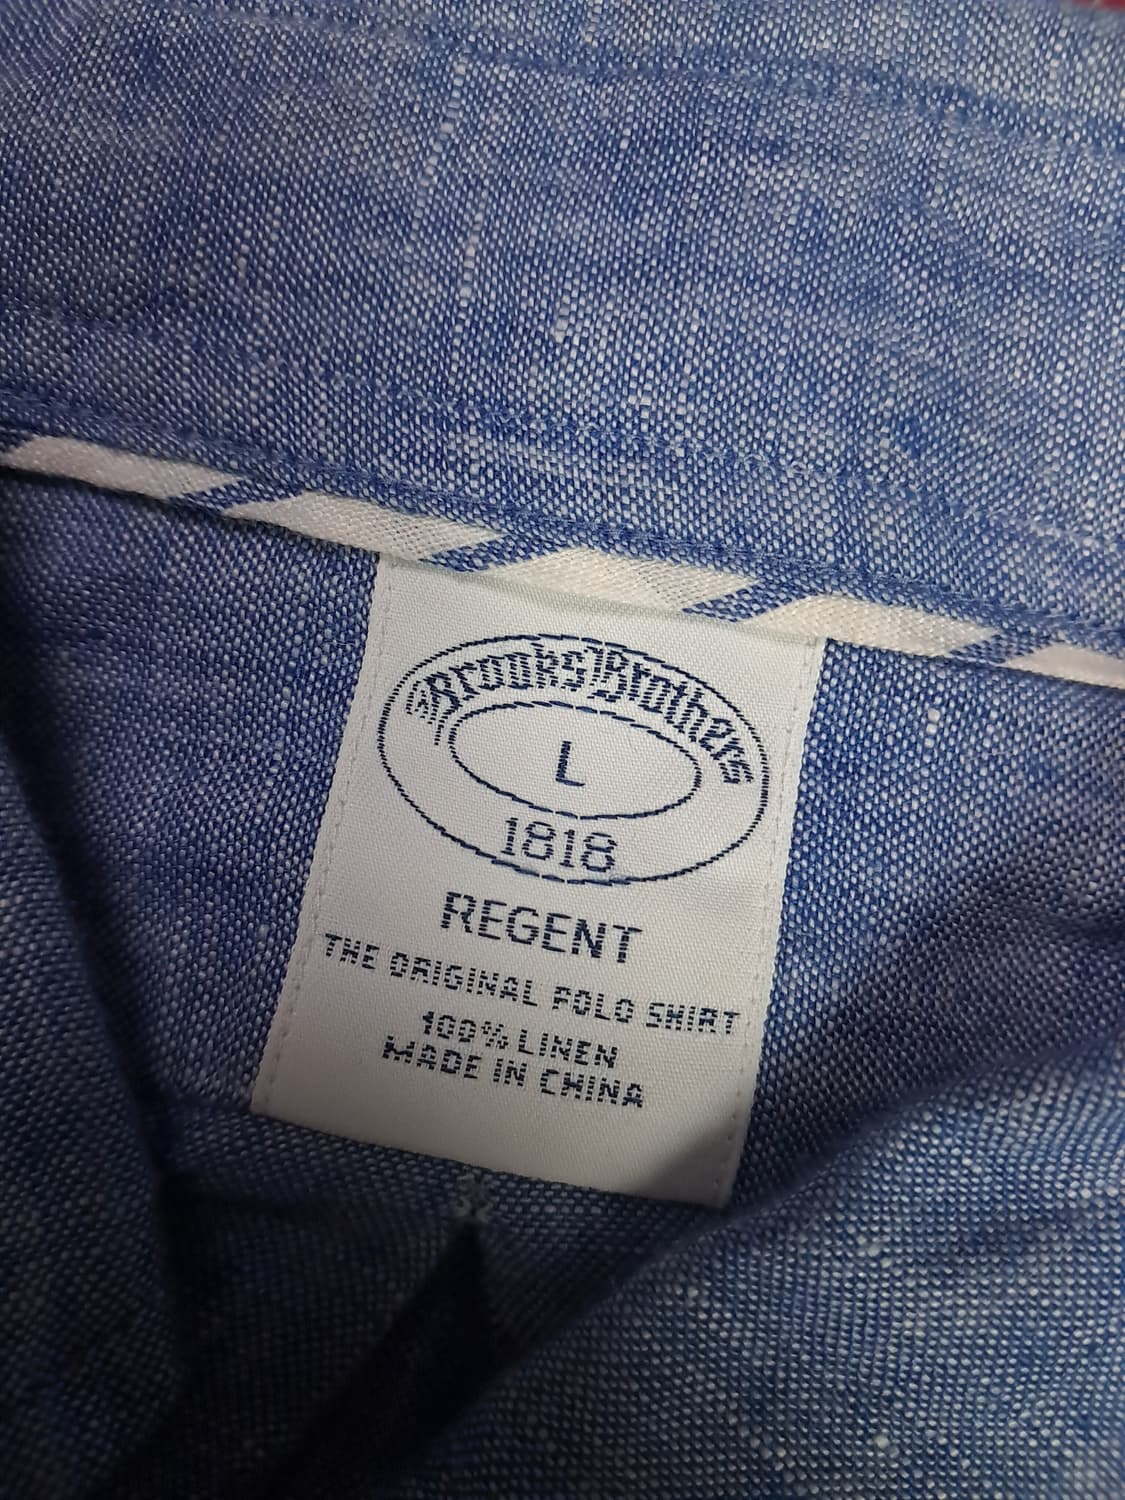 Brooks Brothers
L
1818
REGENT
THE ORIGINAL POLO SHIRT
100% LINEN
MADE IN CHINA